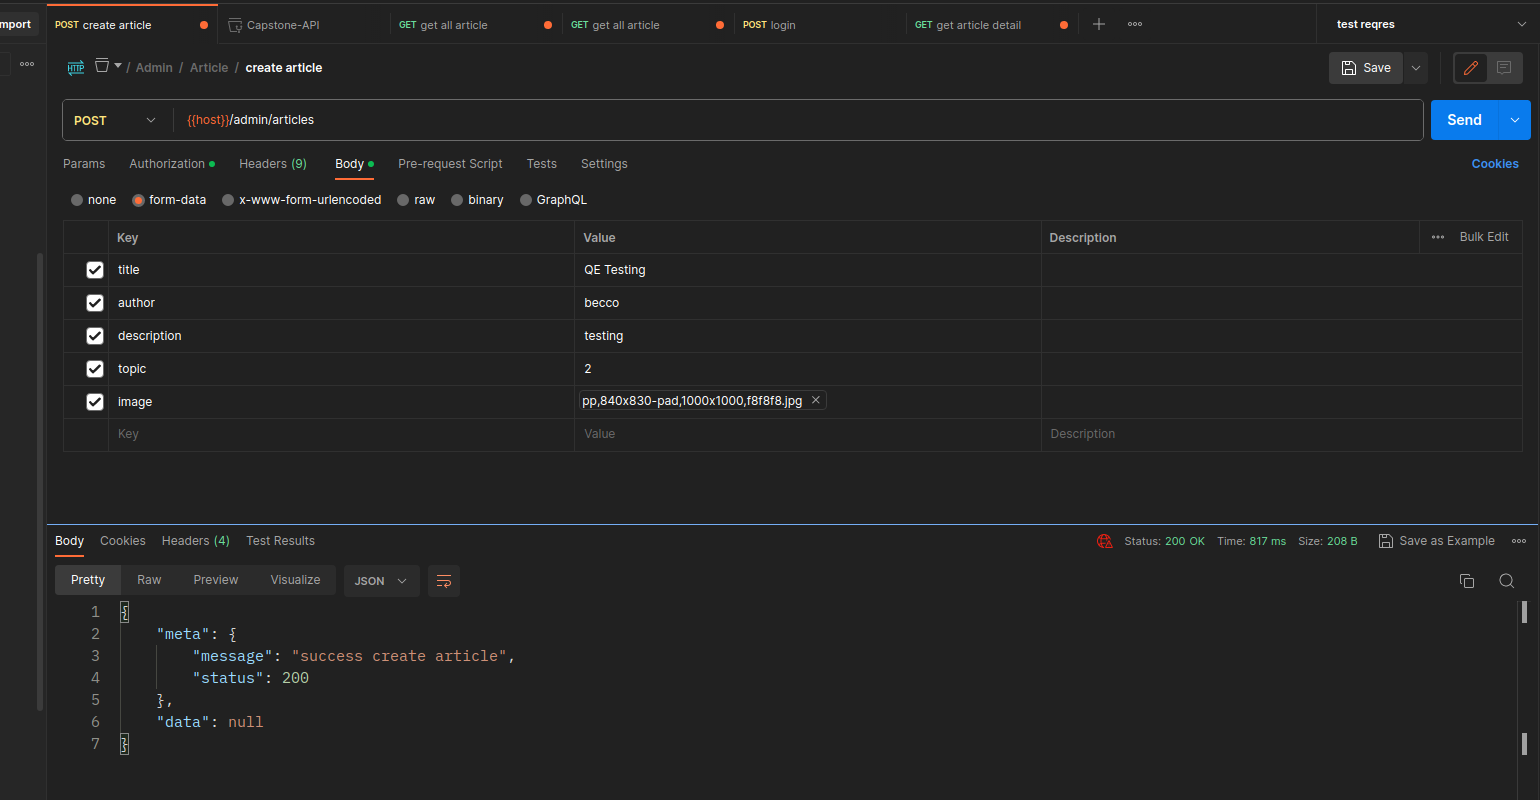 mport
POST create article
Capstone-API
GET get all article
GET get all article
POST login
GET get article detail
test reqres
HTTP / Admin / Article / create article
Save
POST
{{host}}/admin/articles
Send
Params Authorization Headers (9) Body Pre-request Script Tests Settings
Cookies
none form-data x-www-form-urlencoded raw binary GraphQL
Key Value Description Bulk Edit
title QE Testing
author becco
description testing
topic 2
image pp,840x830-pad,1000x1000,f8f8f8.jpg
Key Value Description
Body Cookies Headers (4) Test Results
Status: 200 OK Time: 817 ms Size: 208 B Save as Example
Pretty Raw Preview Visualize JSON
1 {
2 "meta": {
3 "message": "success create article",
4 "status": 200
5 },
6 "data": null
7 }